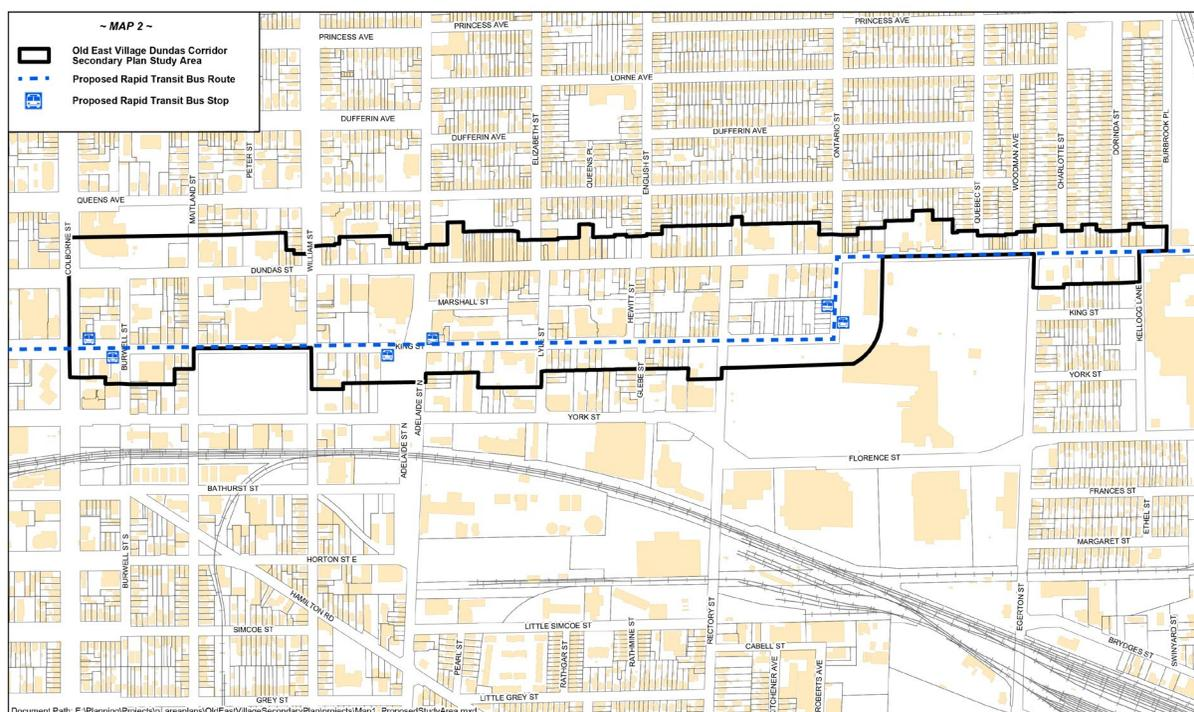 ~ MAP 2 ~
Old East Village Dundas Corridor
Secondary Plan Study Area
Proposed Rapid Transit Bus Route
Proposed Rapid Transit Bus Stop
PRINCESS AVE
PRINCESS AVE
PRINCESS AVE
LORNE AVE
DUFFERIN AVE
DUFFERIN AVE
DUFFERIN AVE
PETER ST
ELIZABETH ST
QUEENS PL
ENGLISH ST
ONTARIO ST
QUEBEC ST
WOODMAN AVE
CHARLOTTE ST
DORINDA ST
BURBROOK PL
MAITLAND ST
QUEENS AVE
COLBORNE ST
WILLIAM ST
DUNDAS ST
MARSHALL ST
HEWITT ST
KELLOGG LANE
KING ST
BURWELL ST
KING ST
LYLE ST
GLEBE ST
YORK ST
ADELAIDE ST N
YORK ST
ADELAIDE ST N
FLORENCE ST
BATHURST ST
FRANCES ST
ETHEL ST
MARGARET ST
BURWELL ST S
HORTON ST E
HAMILTON RD
RECTORY ST
EGERTON ST
SIMCOE ST
LITTLE SIMCOE ST
PEARL ST
RATHGAR ST
RATHMINE ST
CABELL ST
BRYDGES ST
SWINYARD ST
GREY ST
LITTLE GREY ST
TCHENER AVE
ROBERTS AVE